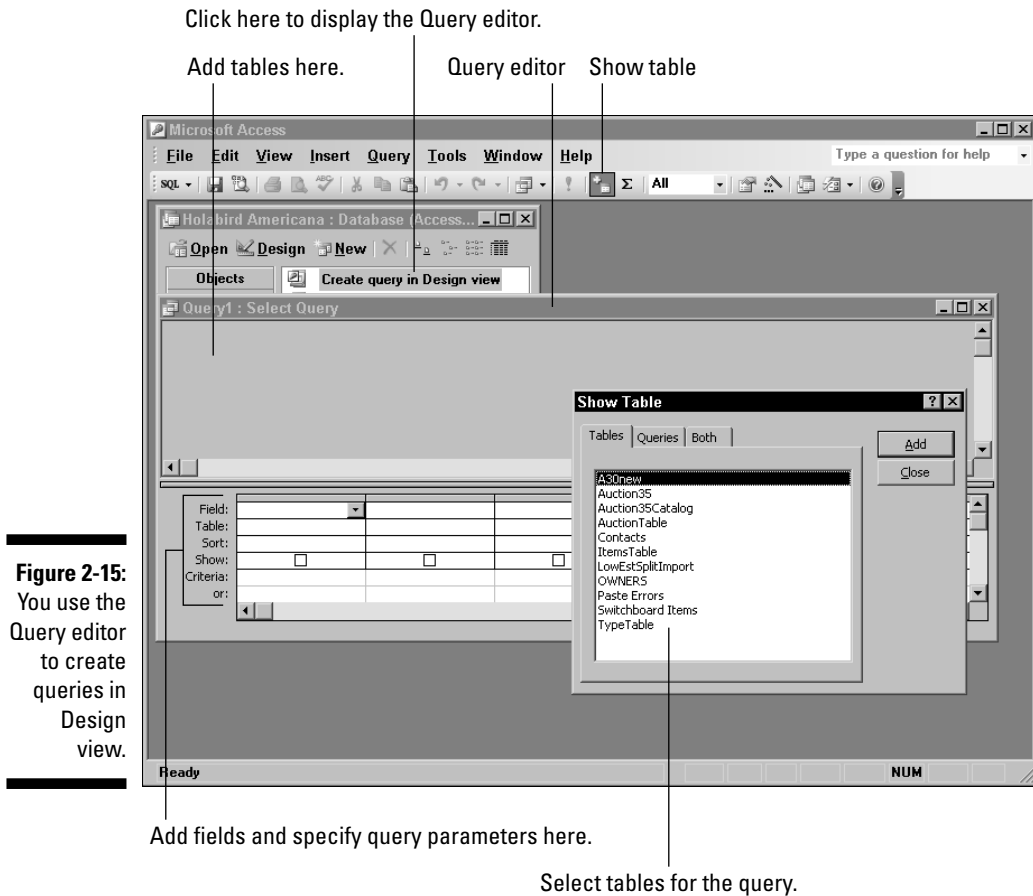 Click here to display the Query editor.
Add tables here.
Query editor
Show table
Microsoft Access
File Edit View Insert Query Tools Window Help
Type a question for help
SQL
Σ All
Holabird Americana : Database (Access...
Open Design New
Objects
Create query in Design view
Query1 : Select Query
Show Table
Tables Queries Both
Add
Close
A30new
Auction35
Auction35Catalog
AuctionTable
Contacts
ItemsTable
LowEstSplitImport
OWNERS
Paste Errors
Switchboard Items
TypeTable
Field:
Table:
Sort:
Show:
Criteria:
or:
Ready
NUM
Figure 2-15:
You use the
Query editor
to create
queries in
Design
view.
Add fields and specify query parameters here.
Select tables for the query.